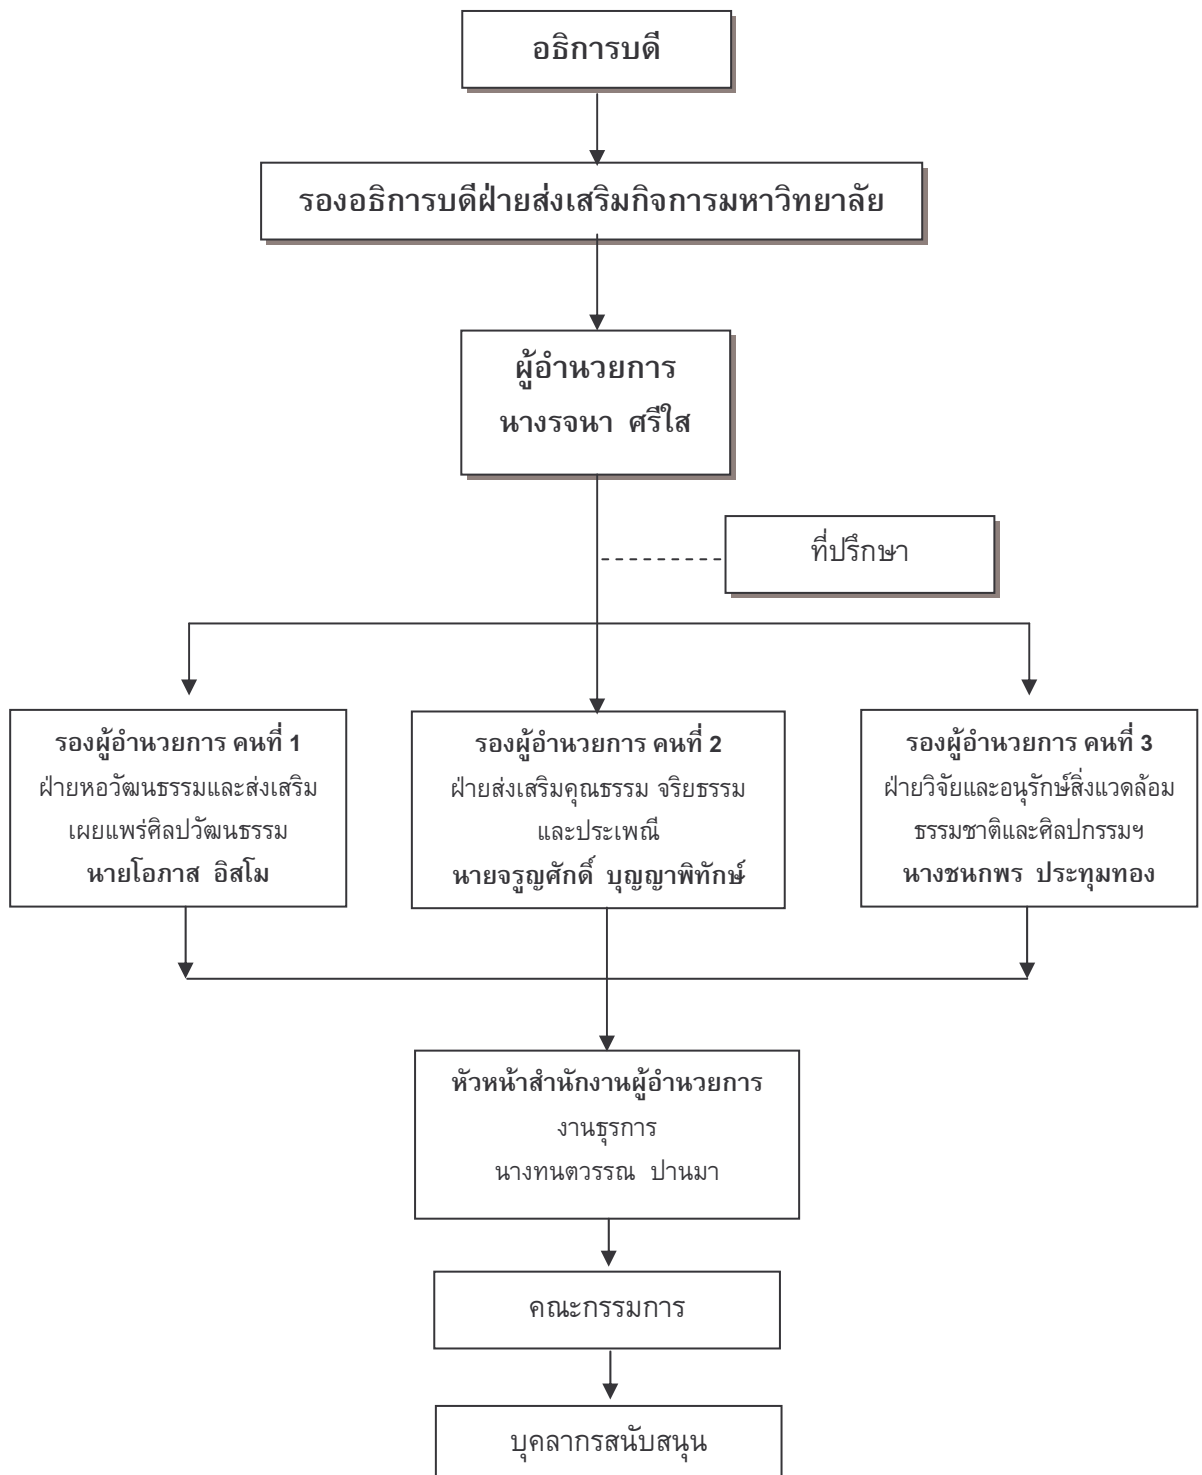 อธิการบดี
รองอธิการบดีฝ่ายส่งเสริมกิจการมหาวิทยาลัย
ผู้อำนวยการ
นางรจนา ศรีใส
ที่ปรึกษา
รองผู้อำนวยการ คนที่ 1
ฝ่ายหอวัฒนธรรมและส่งเสริม
เผยแพร่ศิลปวัฒนธรรม
นายโอภาส อิสโม
รองผู้อำนวยการ คนที่ 2
ฝ่ายส่งเสริมคุณธรรม จริยธรรม
และประเพณี
นายจรูญศักดิ์ บุญญาพิทักษ์
รองผู้อำนวยการ คนที่ 3
ฝ่ายวิจัยและอนุรักษ์สิ่งแวดล้อม
ธรรมชาติและศิลปกรรมฯ
นางชนกพร ประทุมทอง
หัวหน้าสำนักงานผู้อำนวยการ
งานธุรการ
นางทนตวรรณ ปานมา
คณะกรรมการ
บุคลากรสนับสนุน